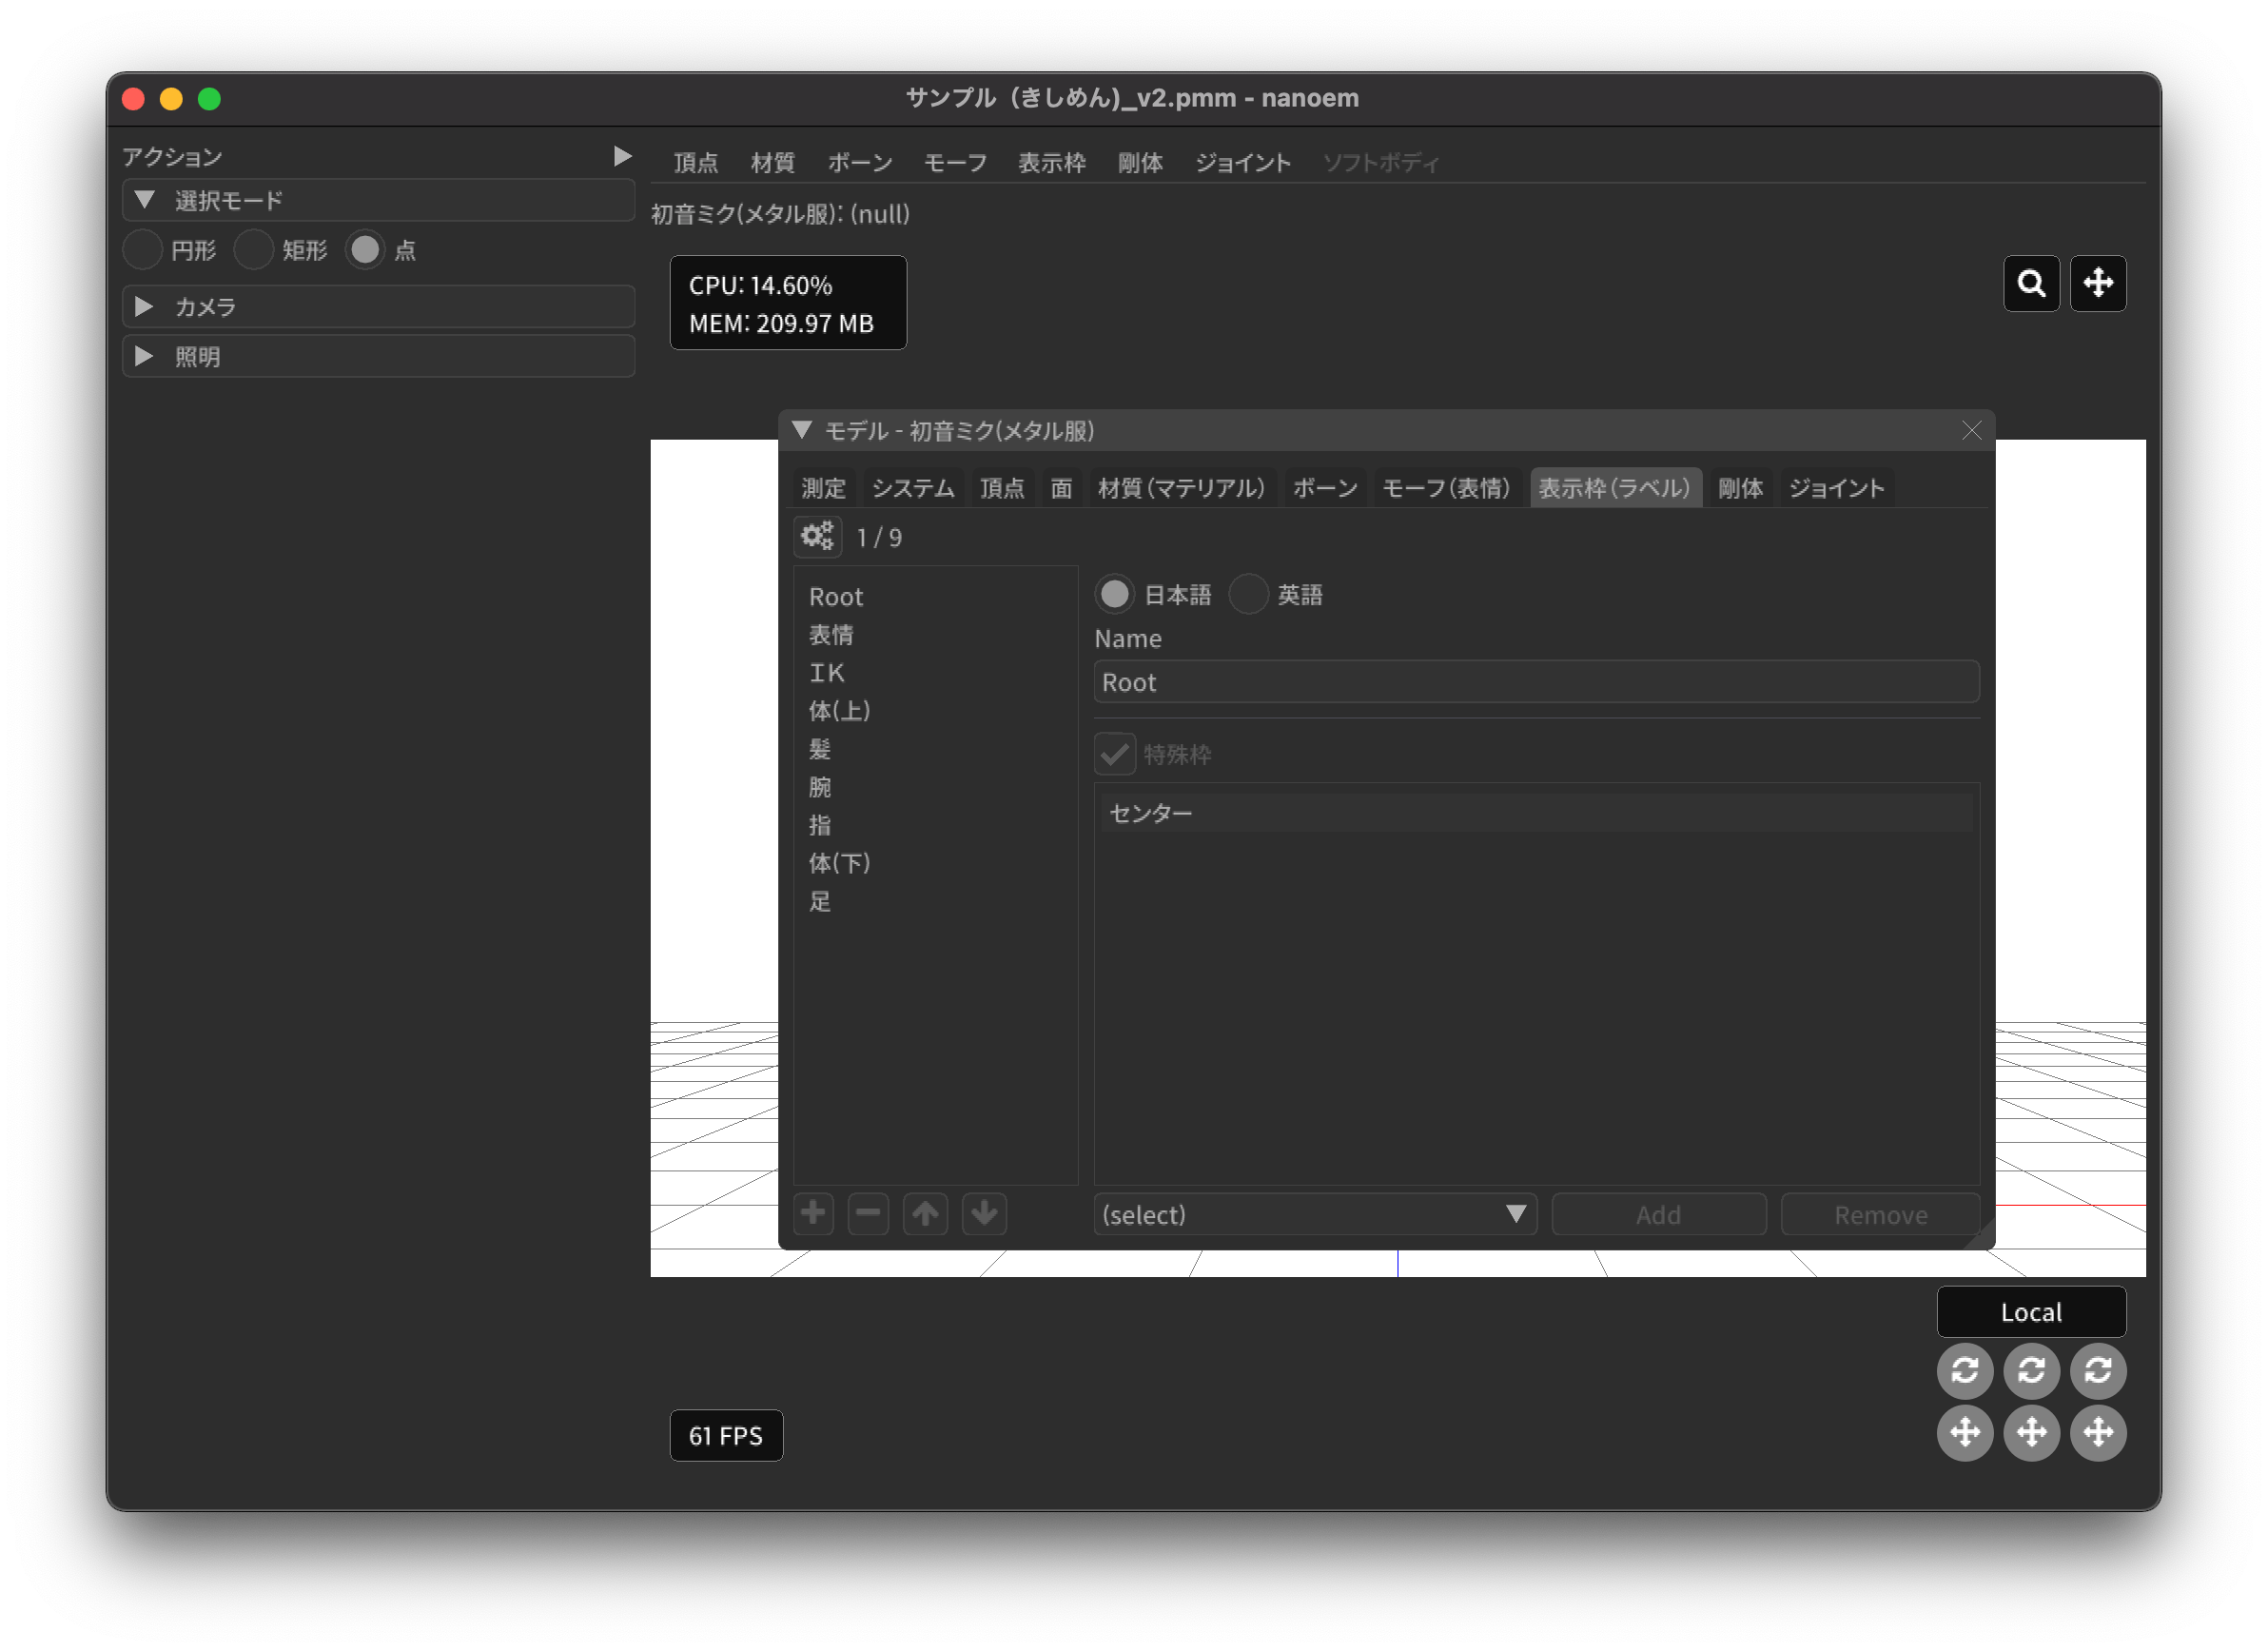 サンプル（きしめん)_v2.pmm - nanoem
アクション
選択モード
円形 矩形 点
カメラ
照明
頂点 材質 ボーン モーフ 表示枠 剛体 ジョイント ソフトボディ
初音ミク(メタル服): (null)
CPU: 14.60%
MEM: 209.97 MB
モデル - 初音ミク(メタル服)
測定 システム 頂点 面 材質（マテリアル） ボーン モーフ（表情） 表示枠（ラベル） 剛体 ジョイント
1 / 9
Root
表情
ＩＫ
体(上)
髪
腕
指
体(下)
足
日本語 英語
Name
Root
特殊枠
センター
(select) Add Remove
Local
61 FPS